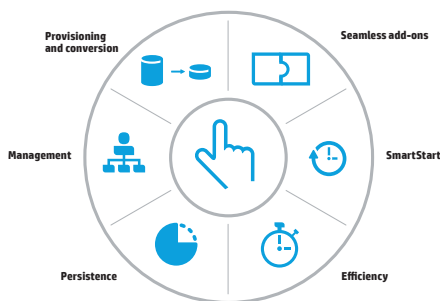 Provisioning
and conversion
Seamless add-ons
Management
SmartStart
Persistence
Efficiency